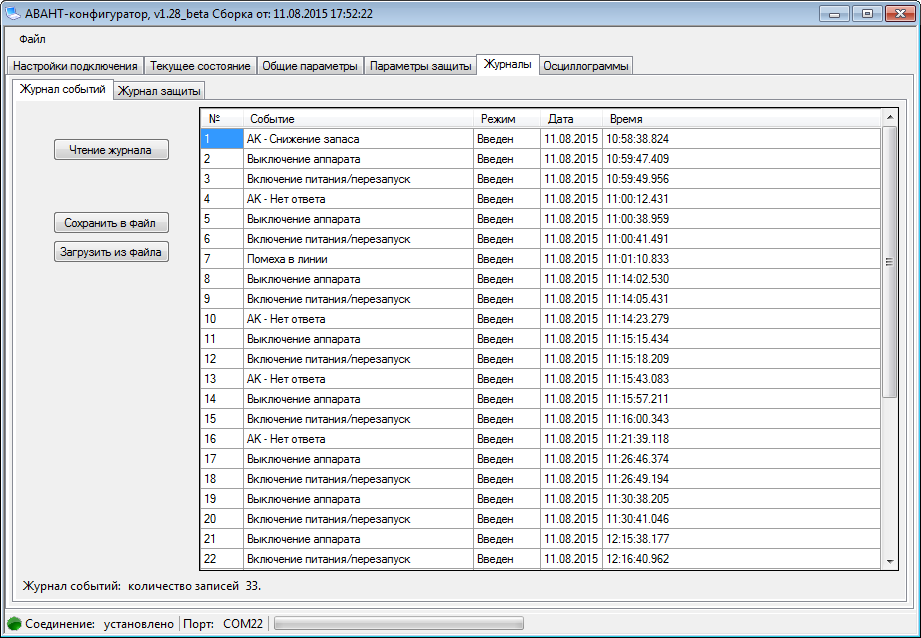 АВАНТ-конфигуратор, v1.28_beta Сборка от: 11.08.2015 17:52:22
Файл
Настройки подключения Текущее состояние Общие параметры Параметры защиты Журналы Осциллограммы
Журнал событий Журнал защиты
Чтение журнала
Сохранить в файл
Загрузить из файла
№ Событие Режим Дата Время
1 АК - Снижение запаса Введен 11.08.2015 10:58:38.824
2 Выключение аппарата Введен 11.08.2015 10:59:47.409
3 Включение питания/перезапуск Введен 11.08.2015 10:59:49.956
4 АК - Нет ответа Введен 11.08.2015 11:00:12.431
5 Выключение аппарата Введен 11.08.2015 11:00:38.959
6 Включение питания/перезапуск Введен 11.08.2015 11:00:41.491
7 Помеха в линии Введен 11.08.2015 11:01:10.833
8 Выключение аппарата Введен 11.08.2015 11:14:02.530
9 Включение питания/перезапуск Введен 11.08.2015 11:14:05.431
10 АК - Нет ответа Введен 11.08.2015 11:14:23.279
11 Выключение аппарата Введен 11.08.2015 11:15:15.434
12 Включение питания/перезапуск Введен 11.08.2015 11:15:18.209
13 АК - Нет ответа Введен 11.08.2015 11:15:43.083
14 Выключение аппарата Введен 11.08.2015 11:15:57.211
15 Включение питания/перезапуск Введен 11.08.2015 11:16:00.343
16 АК - Нет ответа Введен 11.08.2015 11:21:39.118
17 Выключение аппарата Введен 11.08.2015 11:26:46.374
18 Включение питания/перезапуск Введен 11.08.2015 11:26:49.194
19 Выключение аппарата Введен 11.08.2015 11:30:38.205
20 Включение питания/перезапуск Введен 11.08.2015 11:30:41.046
21 Выключение аппарата Введен 11.08.2015 12:15:38.177
22 Включение питания/перезапуск Введен 11.08.2015 12:16:40.962
Журнал событий: количество записей 33.
Соединение: установлено Порт: COM22